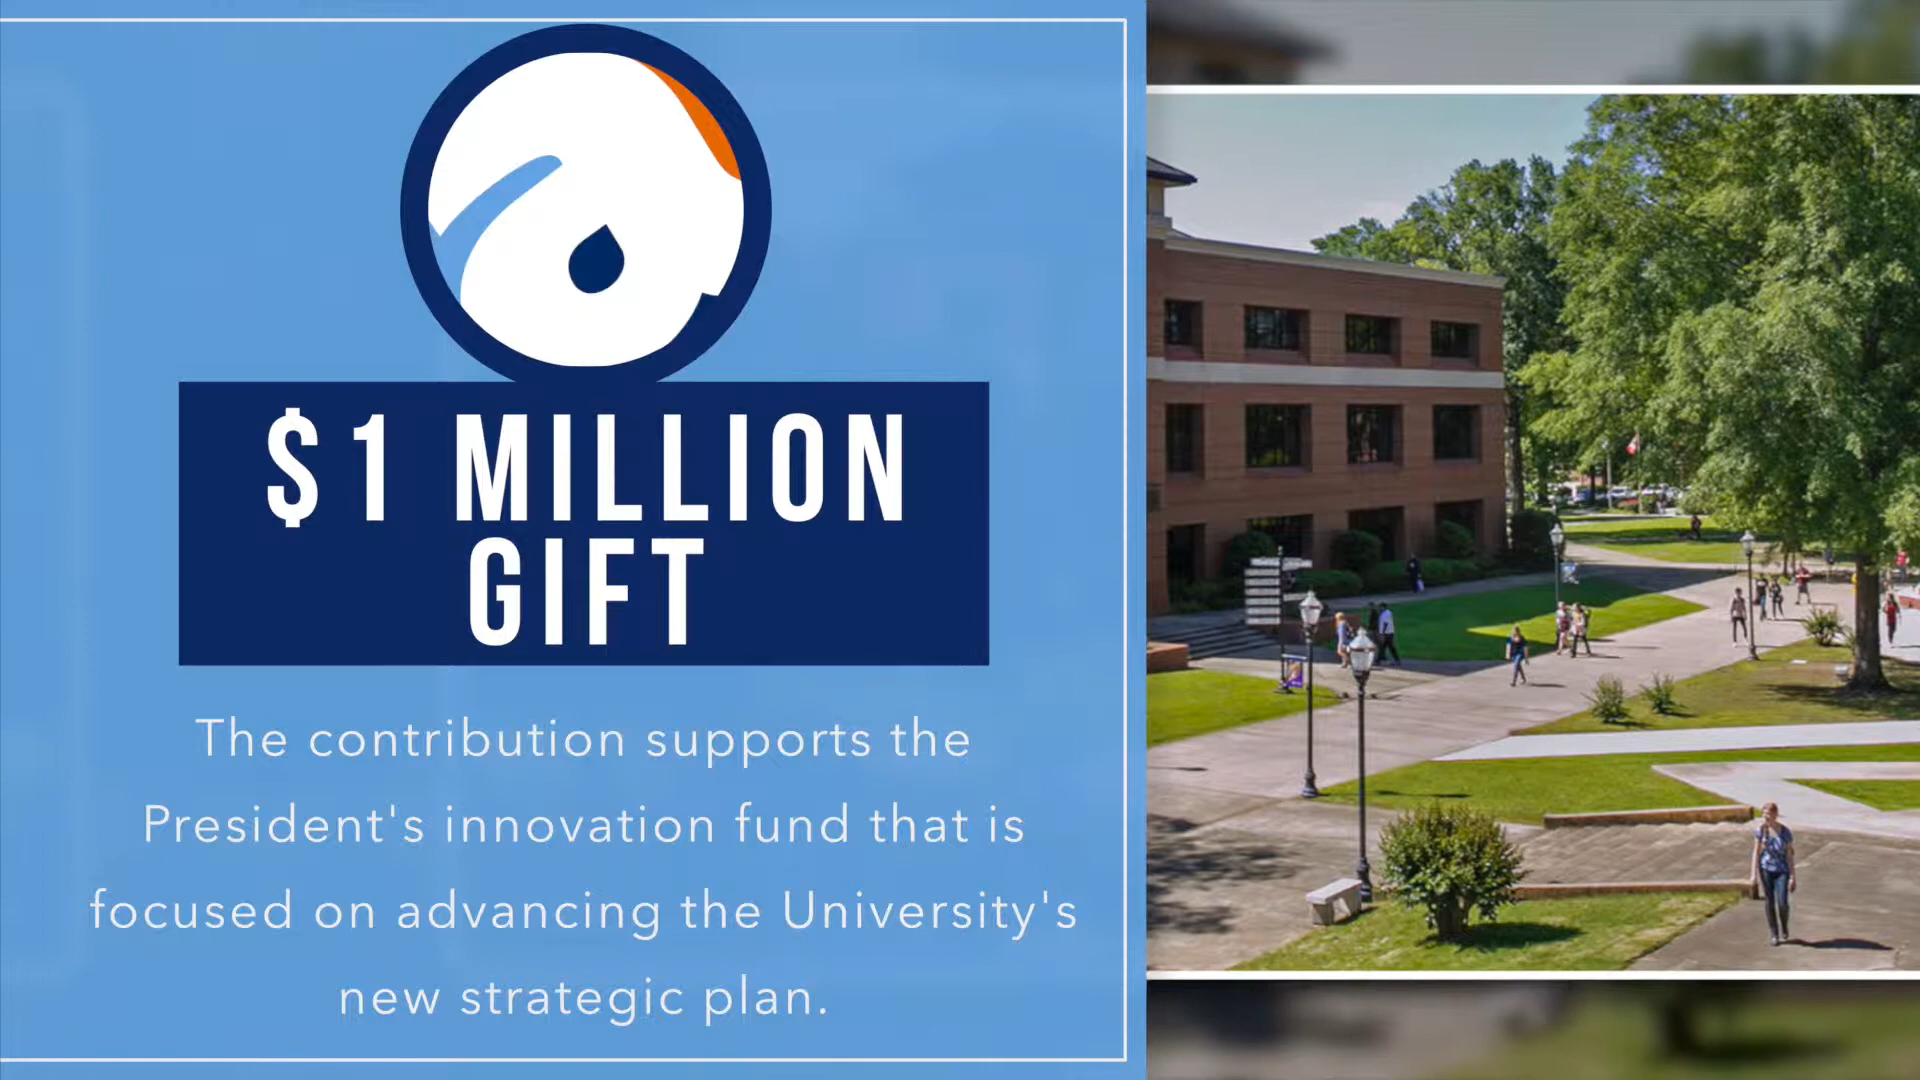 $1 MILLION
GIFT
The contribution supports the
President's innovation fund that is
focused on advancing the University's
new strategic plan.